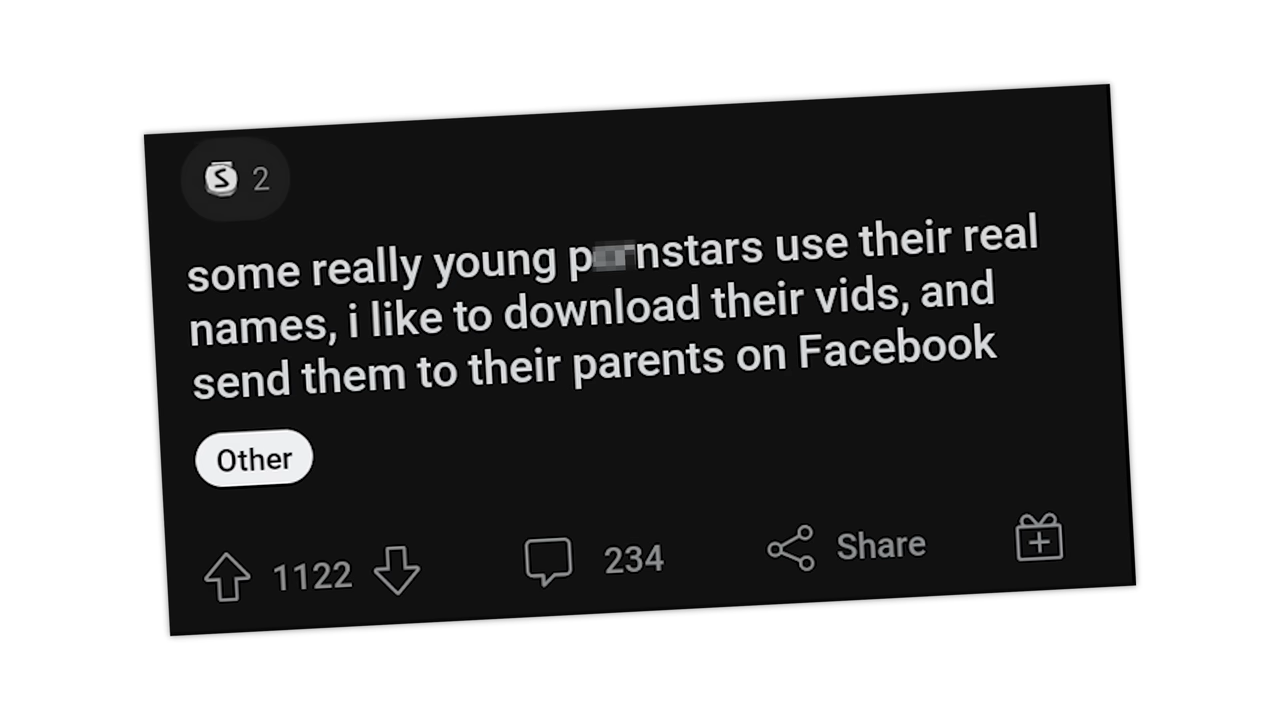 2
some really young pornstars use their real
names, i like to download their vids, and
send them to their parents on Facebook
Other
1122
234
Share